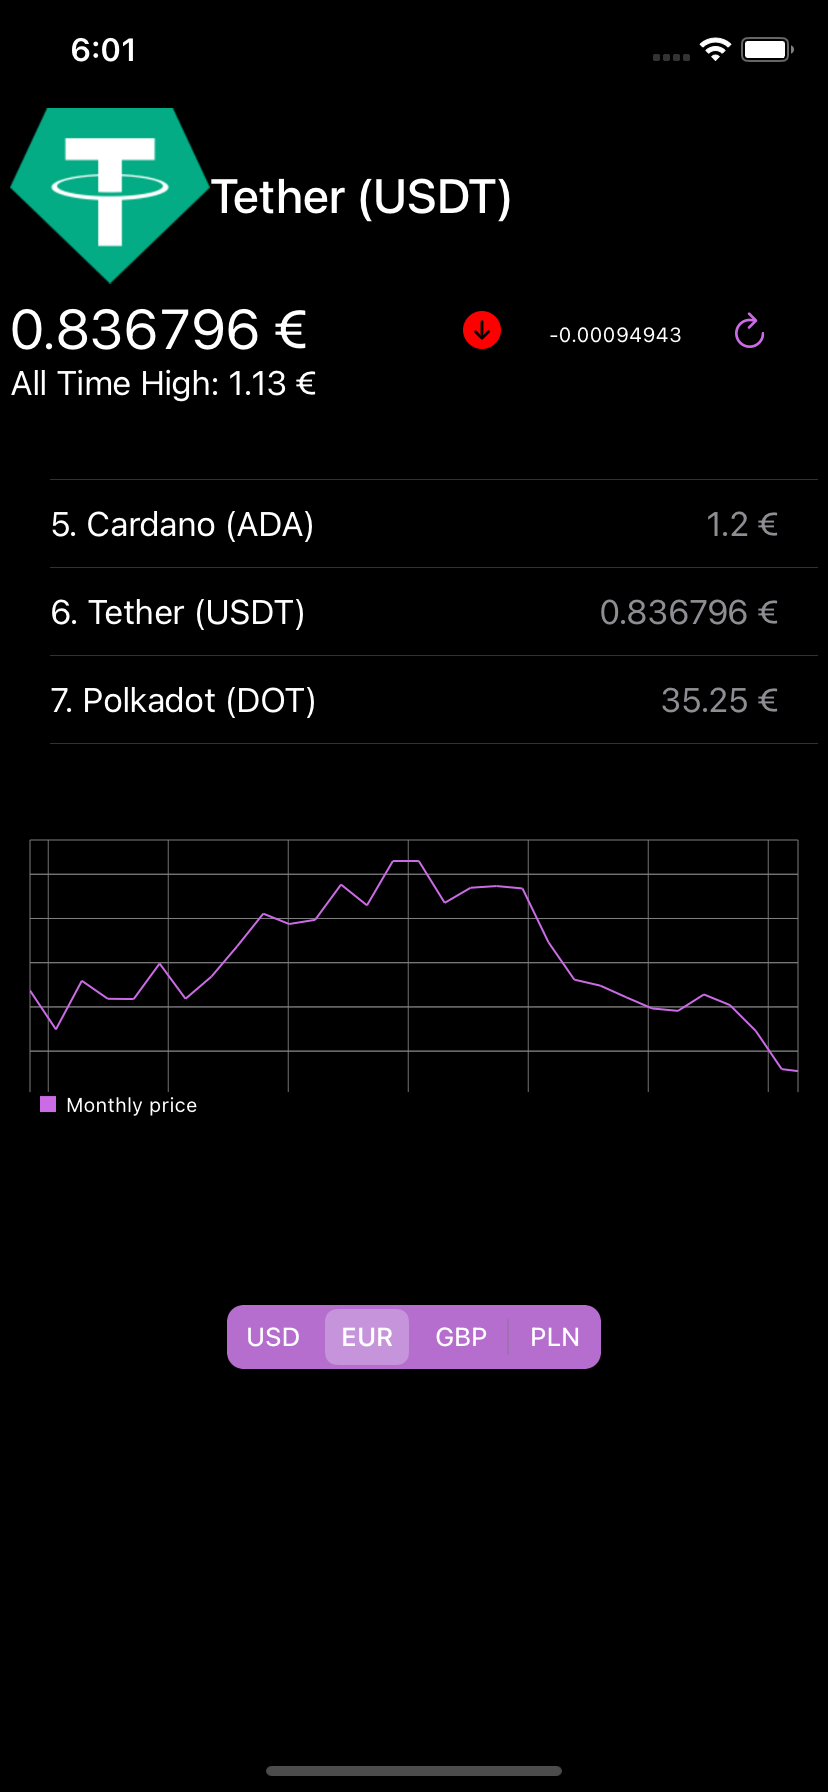 6:01
Tether (USDT)
0.836796 €
-0.00094943
All Time High: 1.13 €
5. Cardano (ADA) 1.2 €
6. Tether (USDT) 0.836796 €
7. Polkadot (DOT) 35.25 €
Monthly price
USD EUR GBP PLN